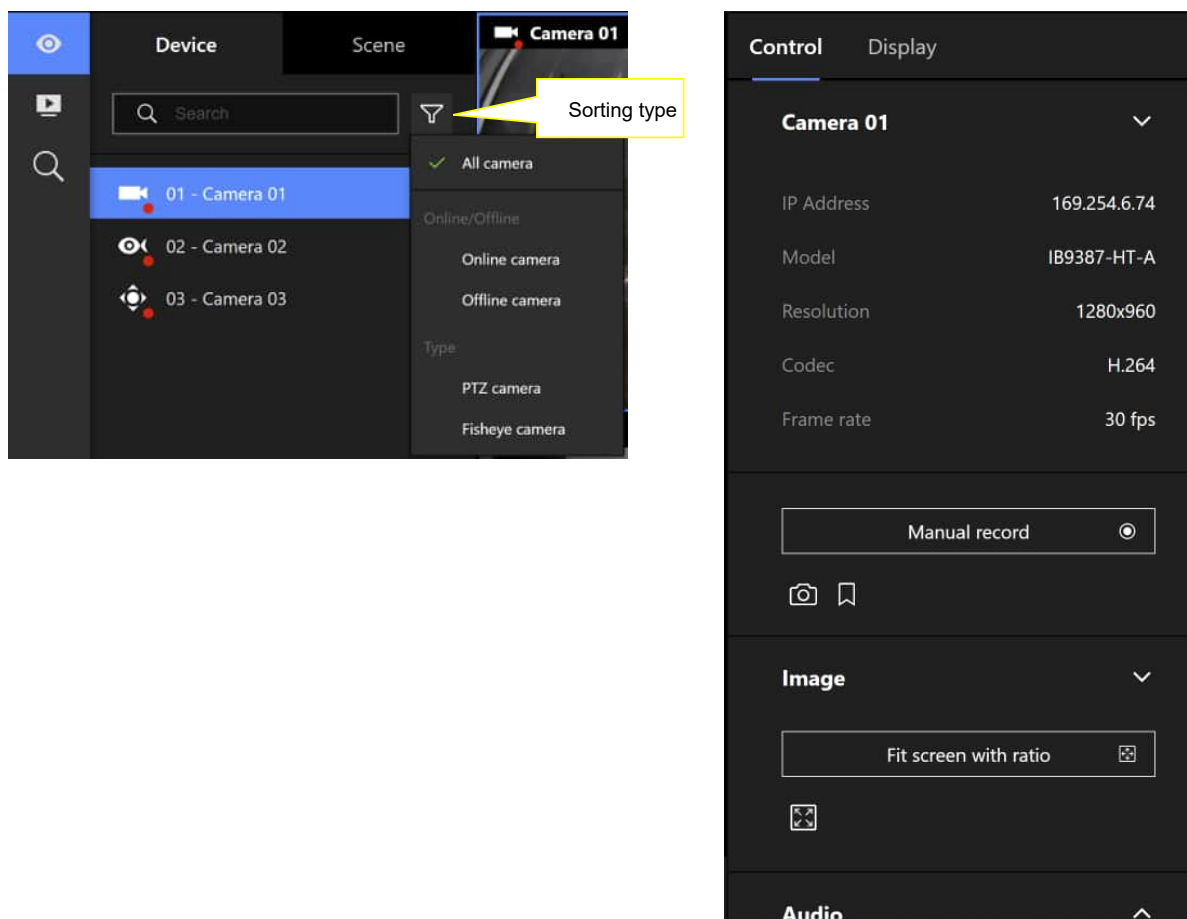 Device
Scene
Camera 01
Search
Sorting type
All camera
01 - Camera 01
Online/Offline
02 - Camera 02
Online camera
03 - Camera 03
Offline camera
Type
PTZ camera
Fisheye camera
Control
Display
Camera 01
IP Address 169.254.6.74
Model IB9387-HT-A
Resolution 1280x960
Codec H.264
Frame rate 30 fps
Manual record
Image
Fit screen with ratio
Audio